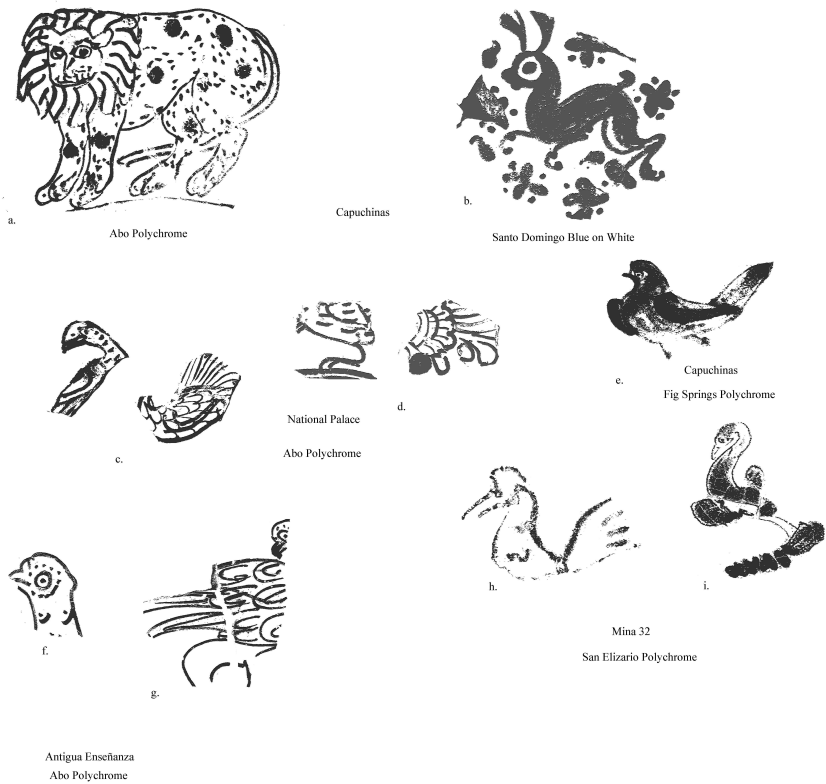 a.
Abo Polychrome
Capuchinas
b.
Santo Domingo Blue on White
c.
National Palace
Abo Polychrome
d.
e.
Capuchinas
Fig Springs Polychrome
f.
g.
h.
i.
Mina 32
San Elizario Polychrome
Antigua Enseñanza
Abo Polychrome